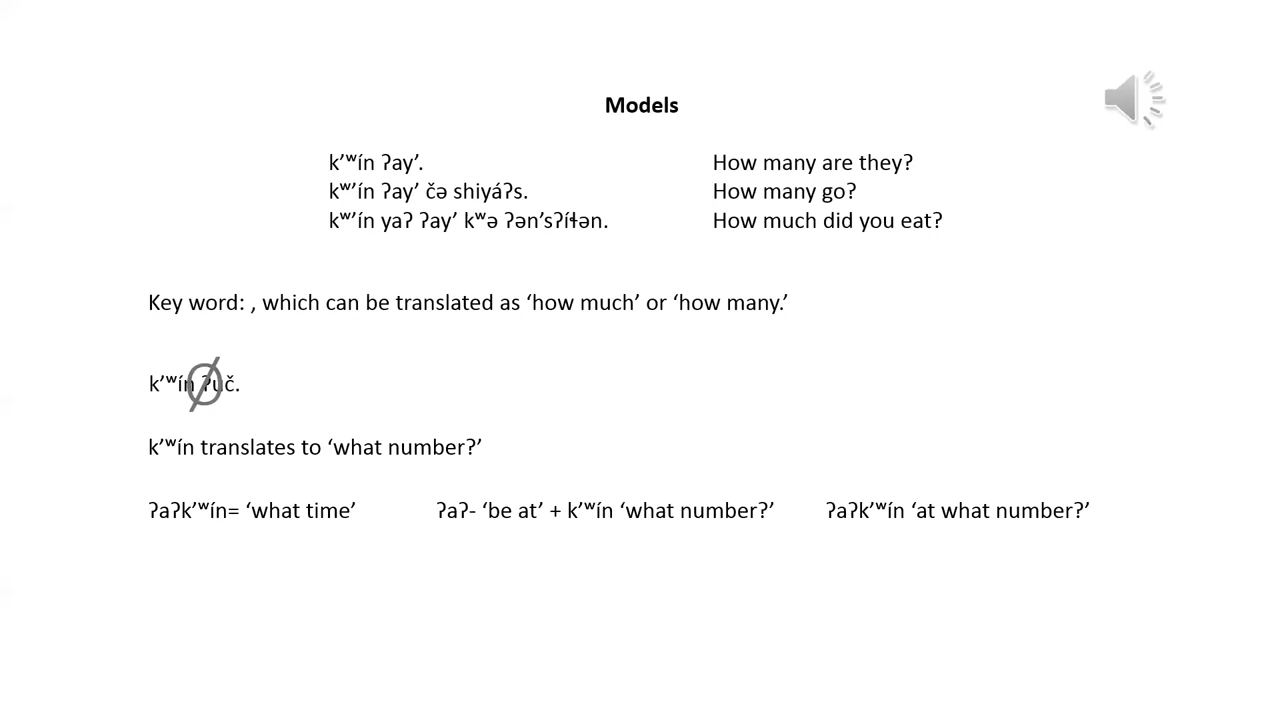 Models
k’ʷín ʔay’. How many are they?
kʷ’ín ʔay’ čə shiyáʔs. How many go?
kʷ’ín yaʔ ʔay’ kʷə ʔən’sʔíɬən. How much did you eat?
Key word: , which can be translated as ‘how much’ or ‘how many.’
k’ʷín ʔuč.
Ø
k’ʷín translates to ‘what number?’
ʔaʔk’ʷín= ‘what time’ ʔaʔ- ‘be at’ + k’ʷín ‘what number?’ ʔaʔk’ʷín ‘at what number?’